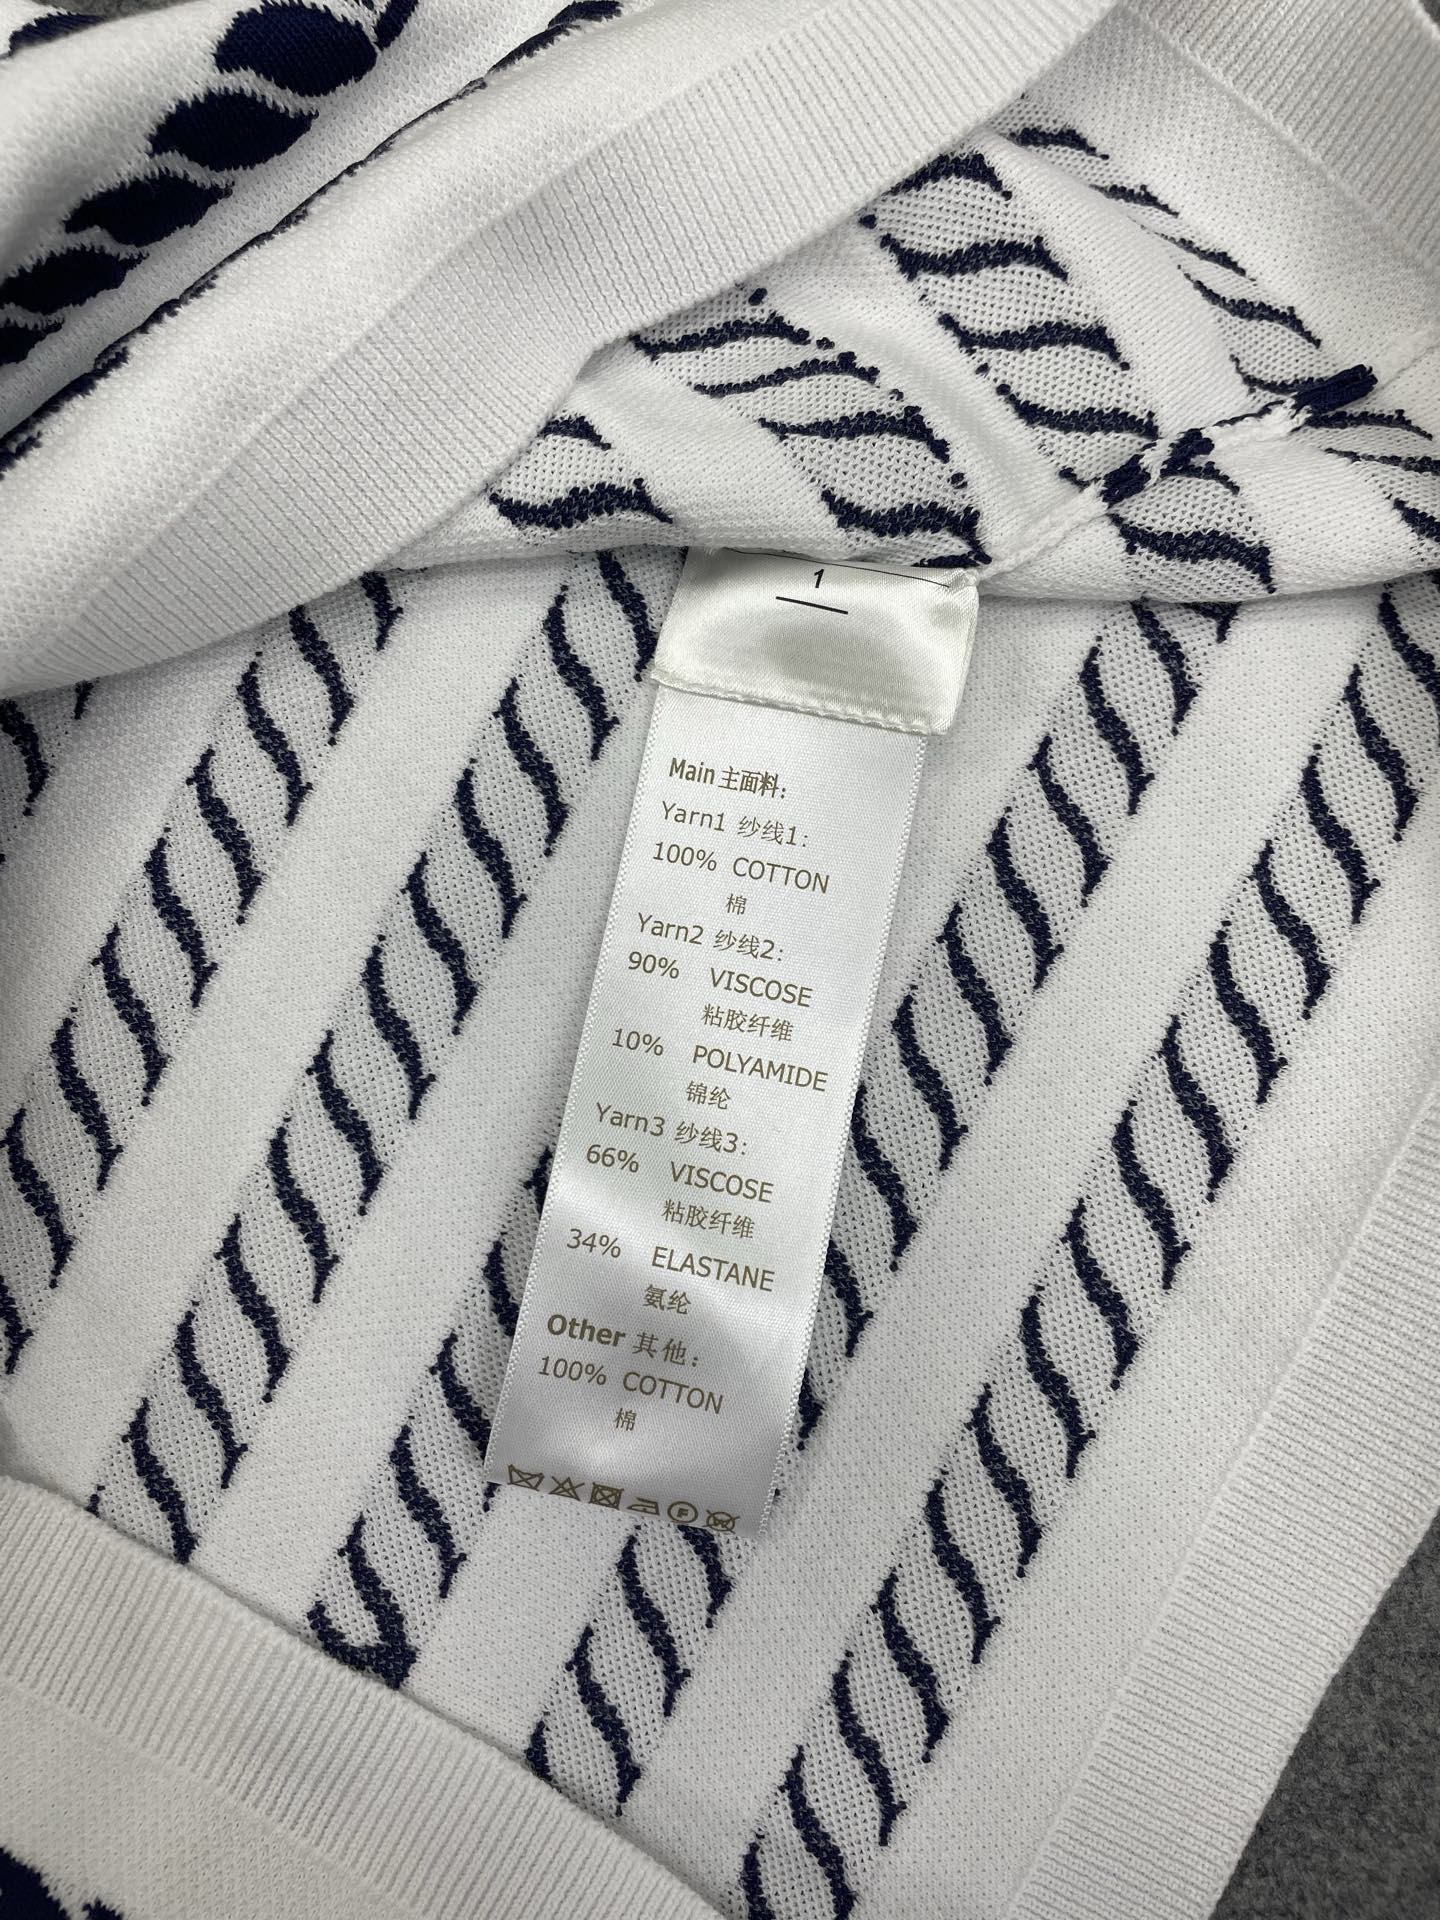 1
Main 主面料:
Yarn1 纱线1:
100% COTTON
棉
Yarn2 纱线2:
90% VISCOSE
粘胶纤维
10% POLYAMIDE
锦纶
Yarn3 纱线3:
66% VISCOSE
粘胶纤维
34% ELASTANE
氨纶
Other 其他:
100% COTTON
棉
F W